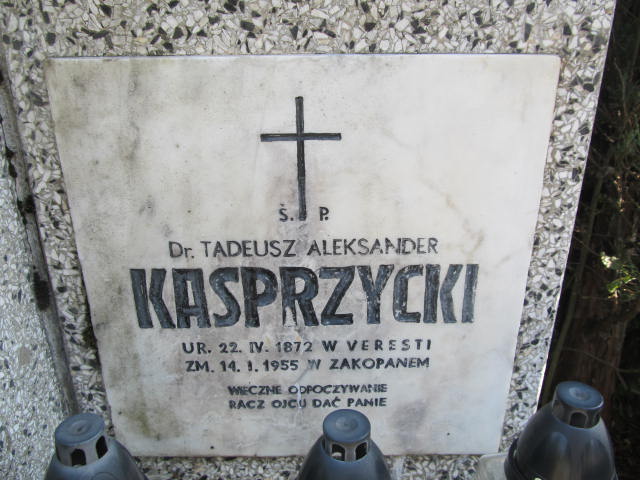 Ś. P.
Dr. TADEUSZ ALEKSANDER
KASPRZYCKI
UR. 22. IV. 1872 W VERESTI
ZM. 14. I. 1955 W ZAKOPANEM
WIECZNE ODPOCZYWANIE
RACZ OJCU DAĆ PANIE